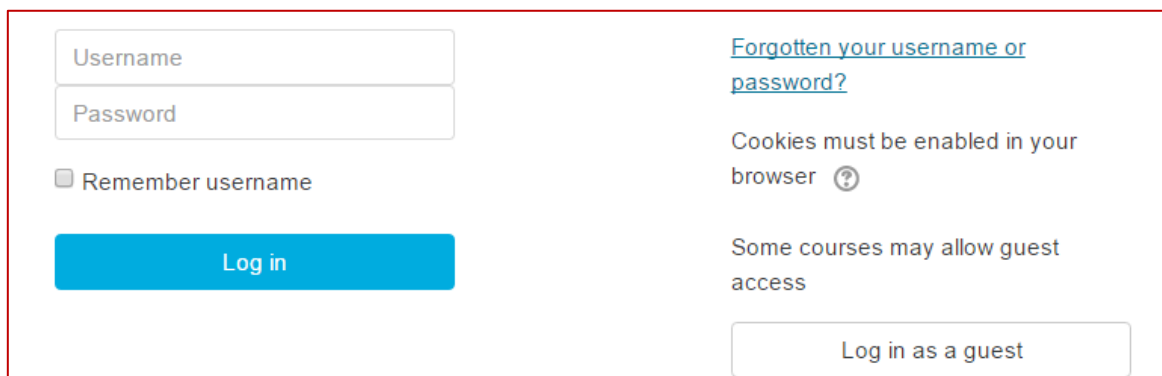 Username
Password
Remember username
Log in
Forgotten your username or
password?
Cookies must be enabled in your
browser ?
Some courses may allow guest
access
Log in as a guest